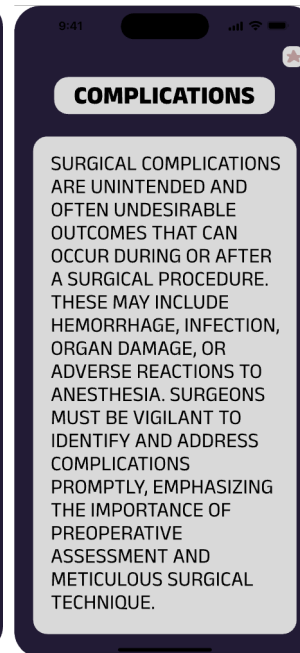 9:41
COMPLICATIONS
SURGICAL COMPLICATIONS
ARE UNINTENDED AND
OFTEN UNDESIRABLE
OUTCOMES THAT CAN
OCCUR DURING OR AFTER
A SURGICAL PROCEDURE.
THESE MAY INCLUDE
HEMORRHAGE, INFECTION,
ORGAN DAMAGE, OR
ADVERSE REACTIONS TO
ANESTHESIA. SURGEONS
MUST BE VIGILANT TO
IDENTIFY AND ADDRESS
COMPLICATIONS
PROMPTLY, EMPHASIZING
THE IMPORTANCE OF
PREOPERATIVE
ASSESSMENT AND
METICULOUS SURGICAL
TECHNIQUE.